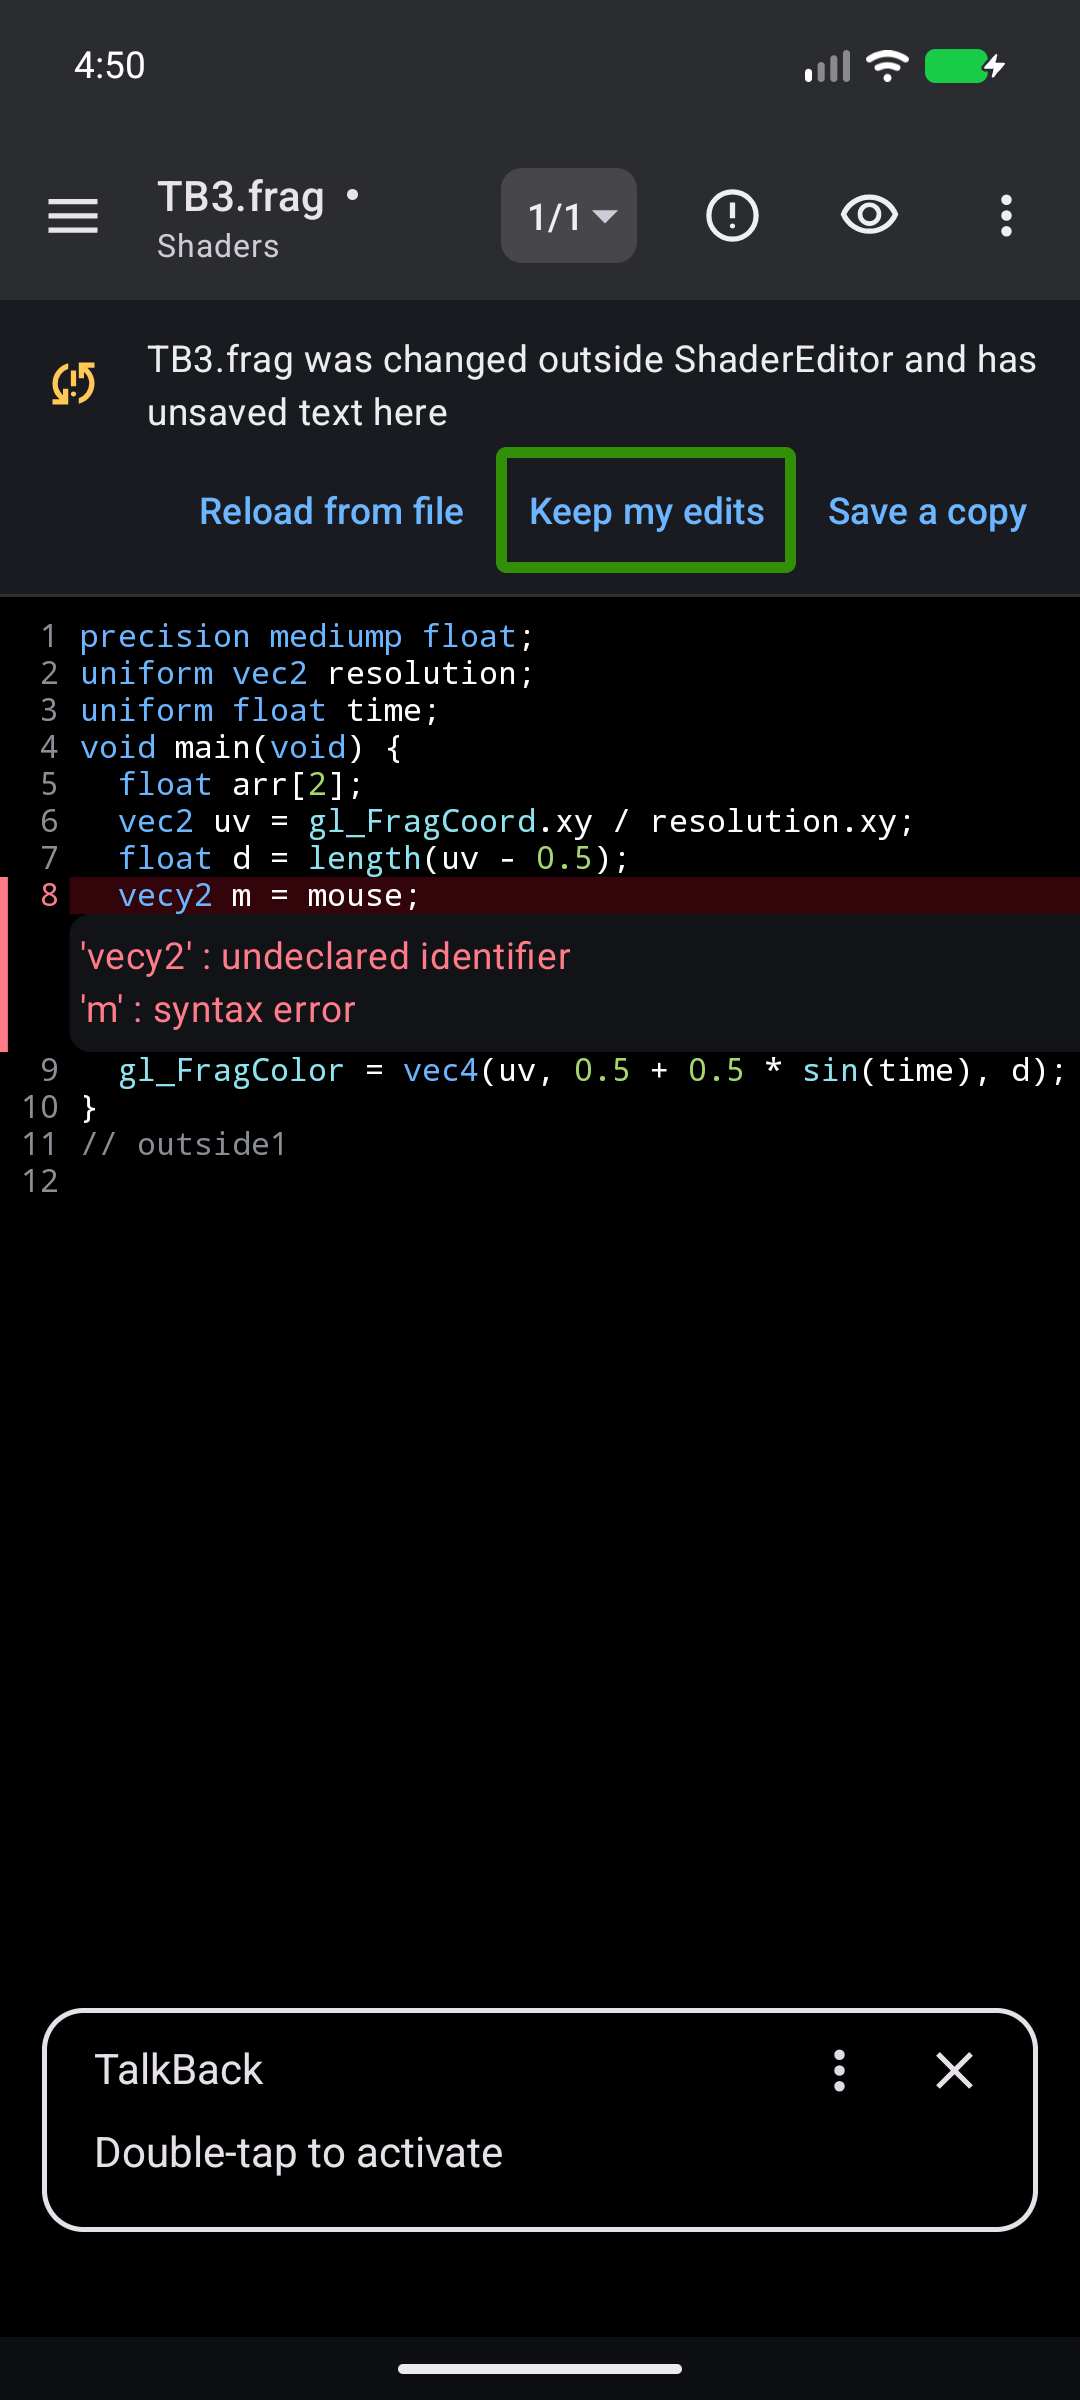 4:50
TB3.frag •
Shaders
1/1
TB3.frag was changed outside ShaderEditor and has
unsaved text here
Reload from file
Keep my edits
Save a copy
1 precision mediump float;
2 uniform vec2 resolution;
3 uniform float time;
4 void main(void) {
5   float arr[2];
6   vec2 uv = gl_FragCoord.xy / resolution.xy;
7   float d = length(uv - 0.5);
8   vecy2 m = mouse;
'vecy2' : undeclared identifier
'm' : syntax error
9   gl_FragColor = vec4(uv, 0.5 + 0.5 * sin(time), d);
10 }
11 // outside1
12
TalkBack
Double-tap to activate